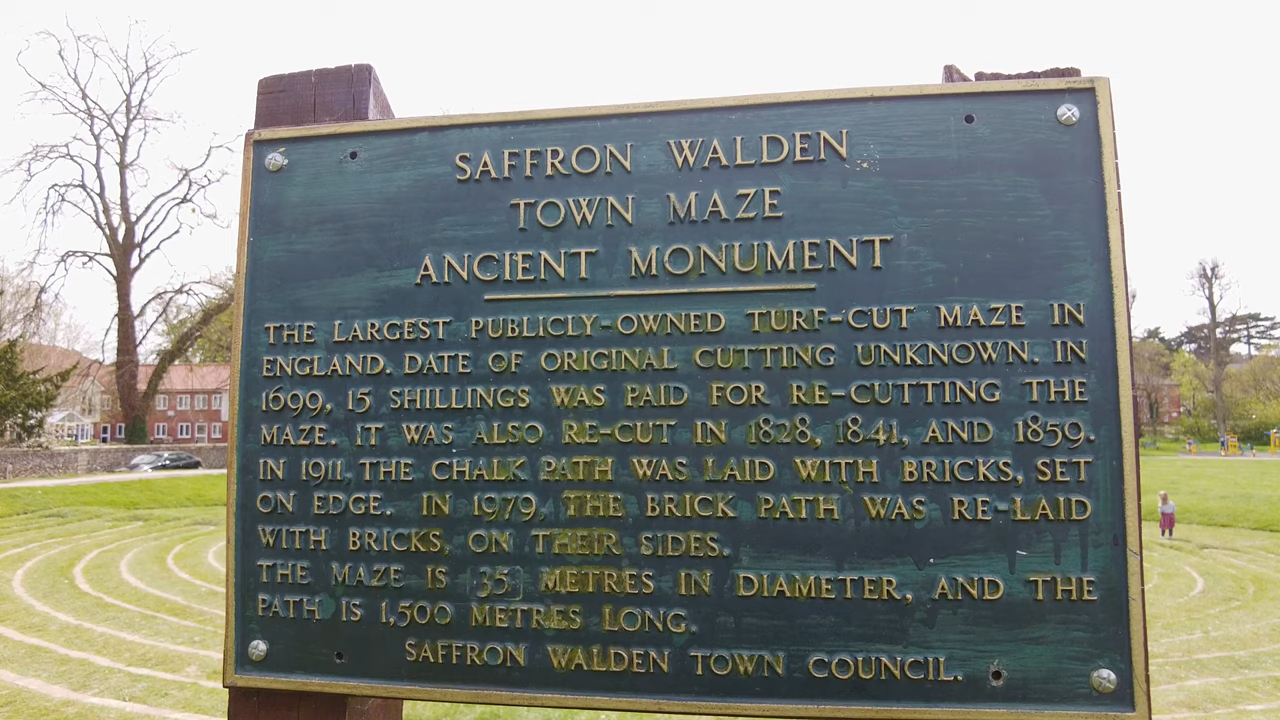 SAFFRON WALDEN
TOWN MAZE
ANCIENT MONUMENT
THE LARGEST PUBLICLY-OWNED TURF-CUT MAZE IN
ENGLAND. DATE OF ORIGINAL CUTTING UNKNOWN. IN
1699, 15 SHILLINGS WAS PAID FOR RE-CUTTING THE
MAZE. IT WAS ALSO RE-CUT IN 1828, 1841, AND 1859.
IN 1911, THE CHALK PATH WAS LAID WITH BRICKS, SET
ON EDGE. IN 1979, THE BRICK PATH WAS RE-LAID
WITH BRICKS, ON THEIR SIDES.
THE MAZE IS 35 METRES IN DIAMETER, AND THE
PATH IS 1,500 METRES LONG.
SAFFRON WALDEN TOWN COUNCIL.